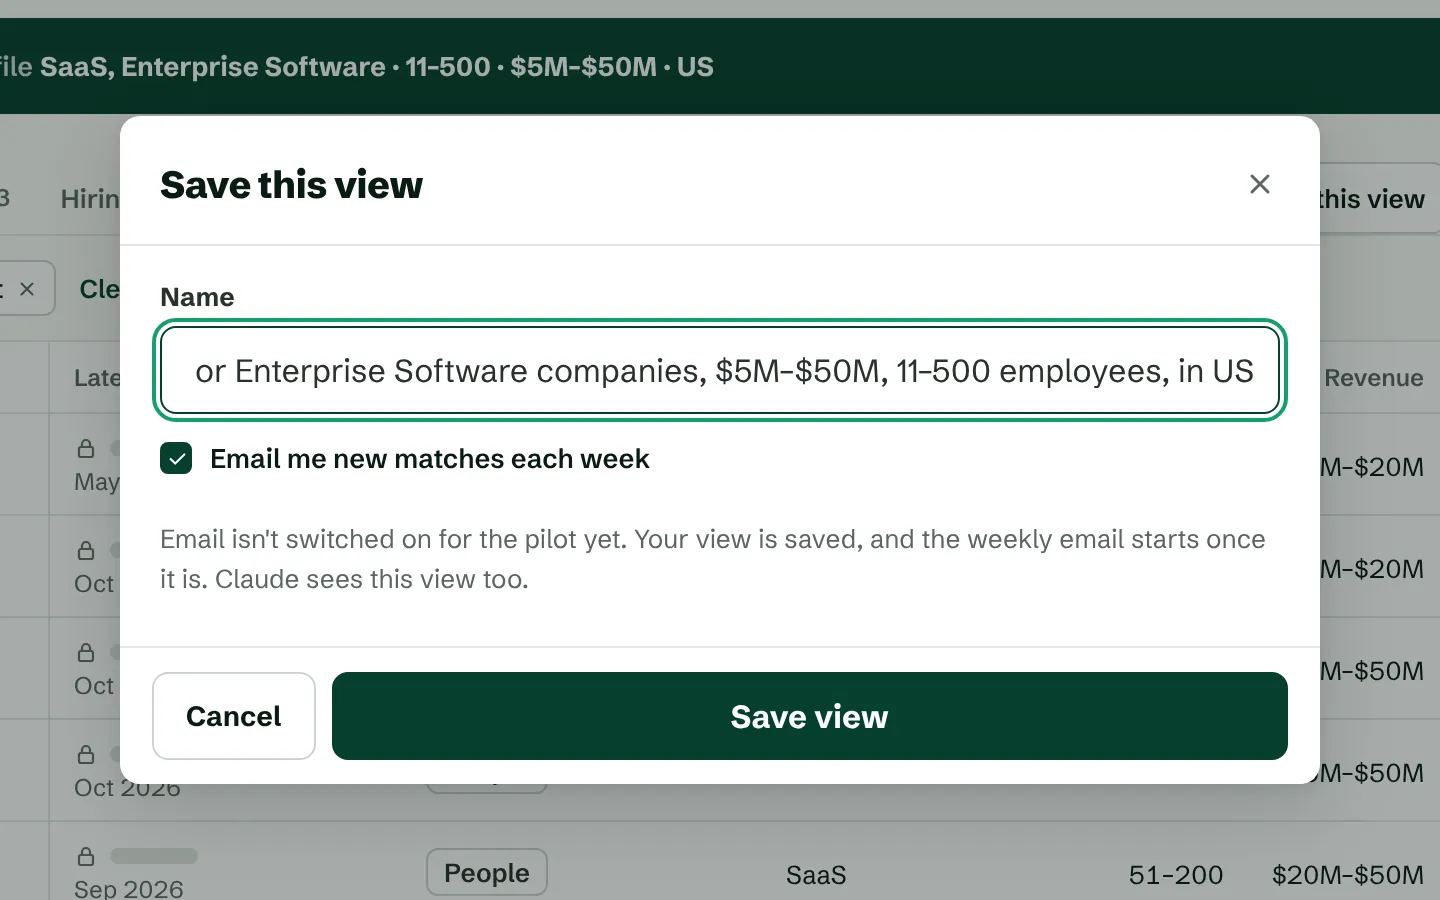 file SaaS, Enterprise Software · 11–500 · $5M–$50M · US
Save this view
3
Hirin
this view
Name
Cle
or Enterprise Software companies, $5M–$50M, 11–500 employees, in US
Late
Revenue
Email me new matches each week
May
M–$20M
Email isn't switched on for the pilot yet. Your view is saved, and the weekly email starts once
it is. Claude sees this view too.
Oct
M–$20M
Oct
M–$50M
Cancel
Save view
Oct 2026
M–$50M
People
SaaS
51–200
$20M–$50M
Sep 2026